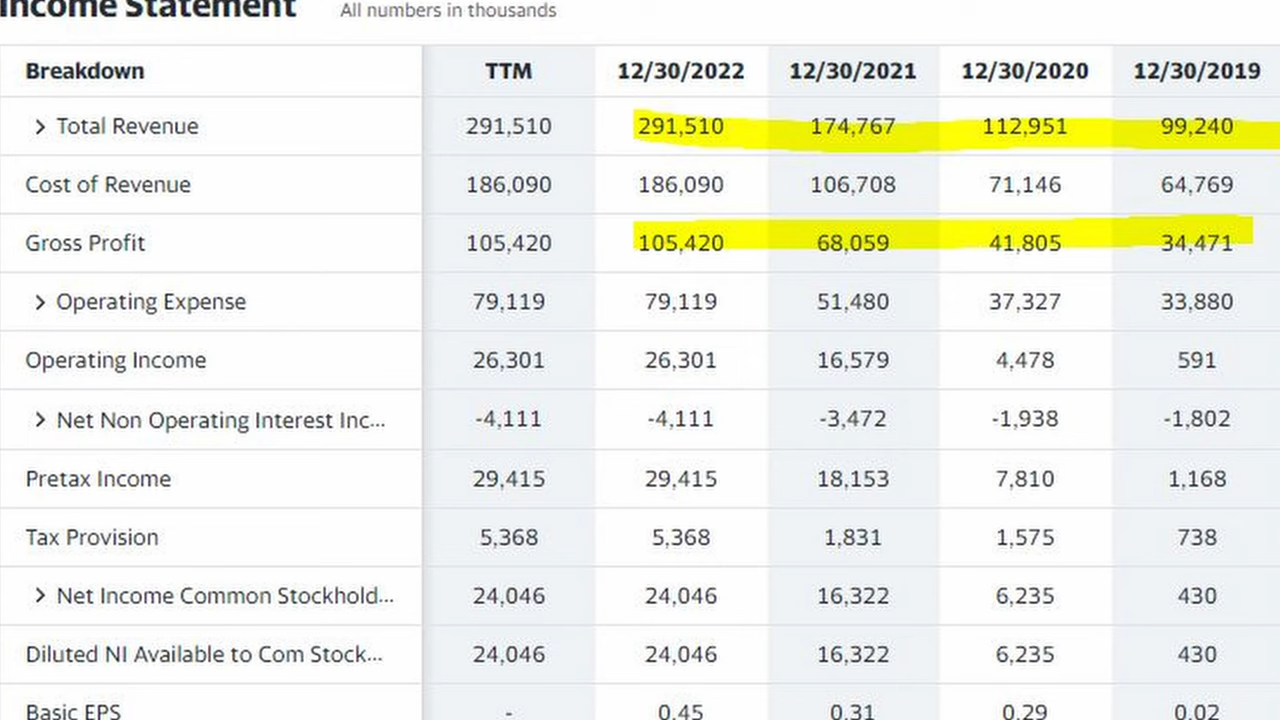 Income Statement All numbers in thousands
Breakdown TTM 12/30/2022 12/30/2021 12/30/2020 12/30/2019
Total Revenue 291,510 291,510 174,767 112,951 99,240
Cost of Revenue 186,090 186,090 106,708 71,146 64,769
Gross Profit 105,420 105,420 68,059 41,805 34,471
Operating Expense 79,119 79,119 51,480 37,327 33,880
Operating Income 26,301 26,301 16,579 4,478 591
Net Non Operating Interest Inc... -4,111 -4,111 -3,472 -1,938 -1,802
Pretax Income 29,415 29,415 18,153 7,810 1,168
Tax Provision 5,368 5,368 1,831 1,575 738
Net Income Common Stockhold... 24,046 24,046 16,322 6,235 430
Diluted NI Available to Com Stock... 24,046 24,046 16,322 6,235 430
Basic EPS - 0.45 0.31 0.29 0.02